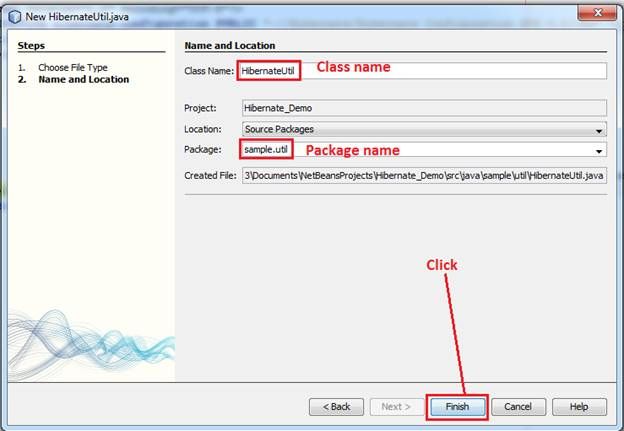 New HibernateUtil.java
Steps
1. Choose File Type
2. Name and Location
Name and Location
Class Name: HibernateUtil Class name
Project: Hibernate_Demo
Location: Source Packages
Package: sample.util Package name
Created File: 3\Documents\NetBeansProjects\Hibernate_Demo\src\java\sample\util\HibernateUtil.java
Click
< Back Next > Finish Cancel Help